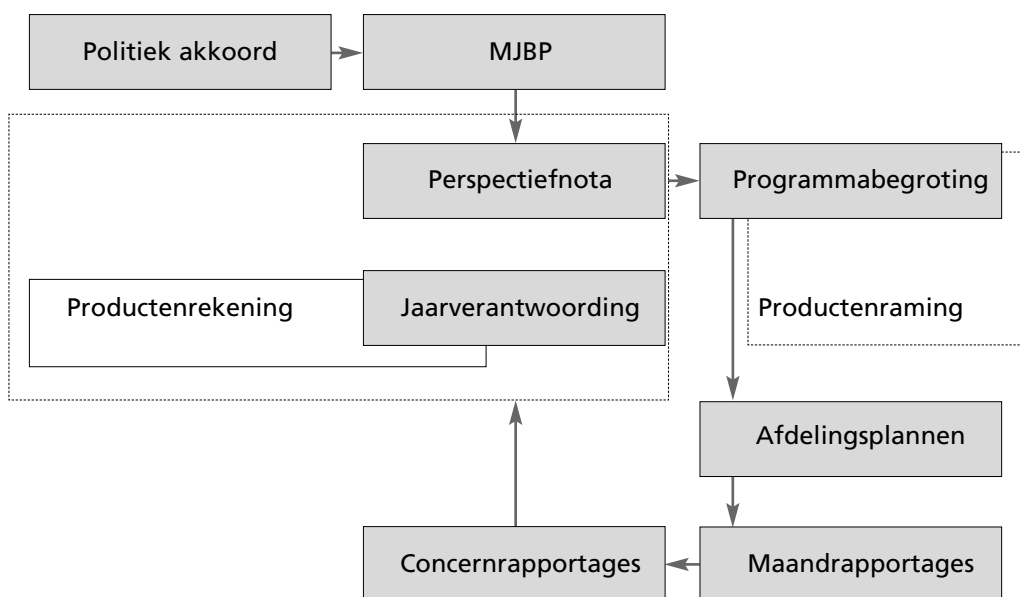 Politiek akkoord
MJBP
Perspectiefnota
Programmabegroting
Productenrekening
Jaarverantwoording
Productenraming
Afdelingsplannen
Concernrapportages
Maandrapportages